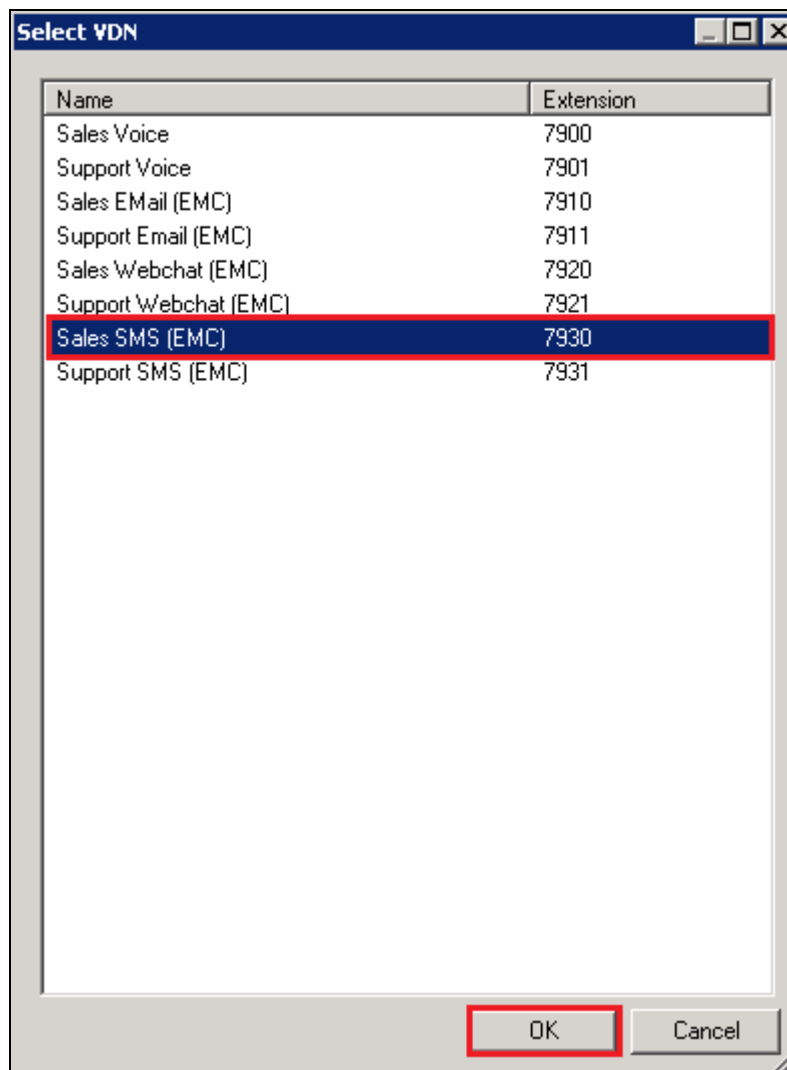 Select VDN
Name Extension
Sales Voice 7900
Support Voice 7901
Sales EMail (EMC) 7910
Support Email (EMC) 7911
Sales Webchat (EMC) 7920
Support Webchat (EMC) 7921
Sales SMS (EMC) 7930
Support SMS (EMC) 7931
OK Cancel